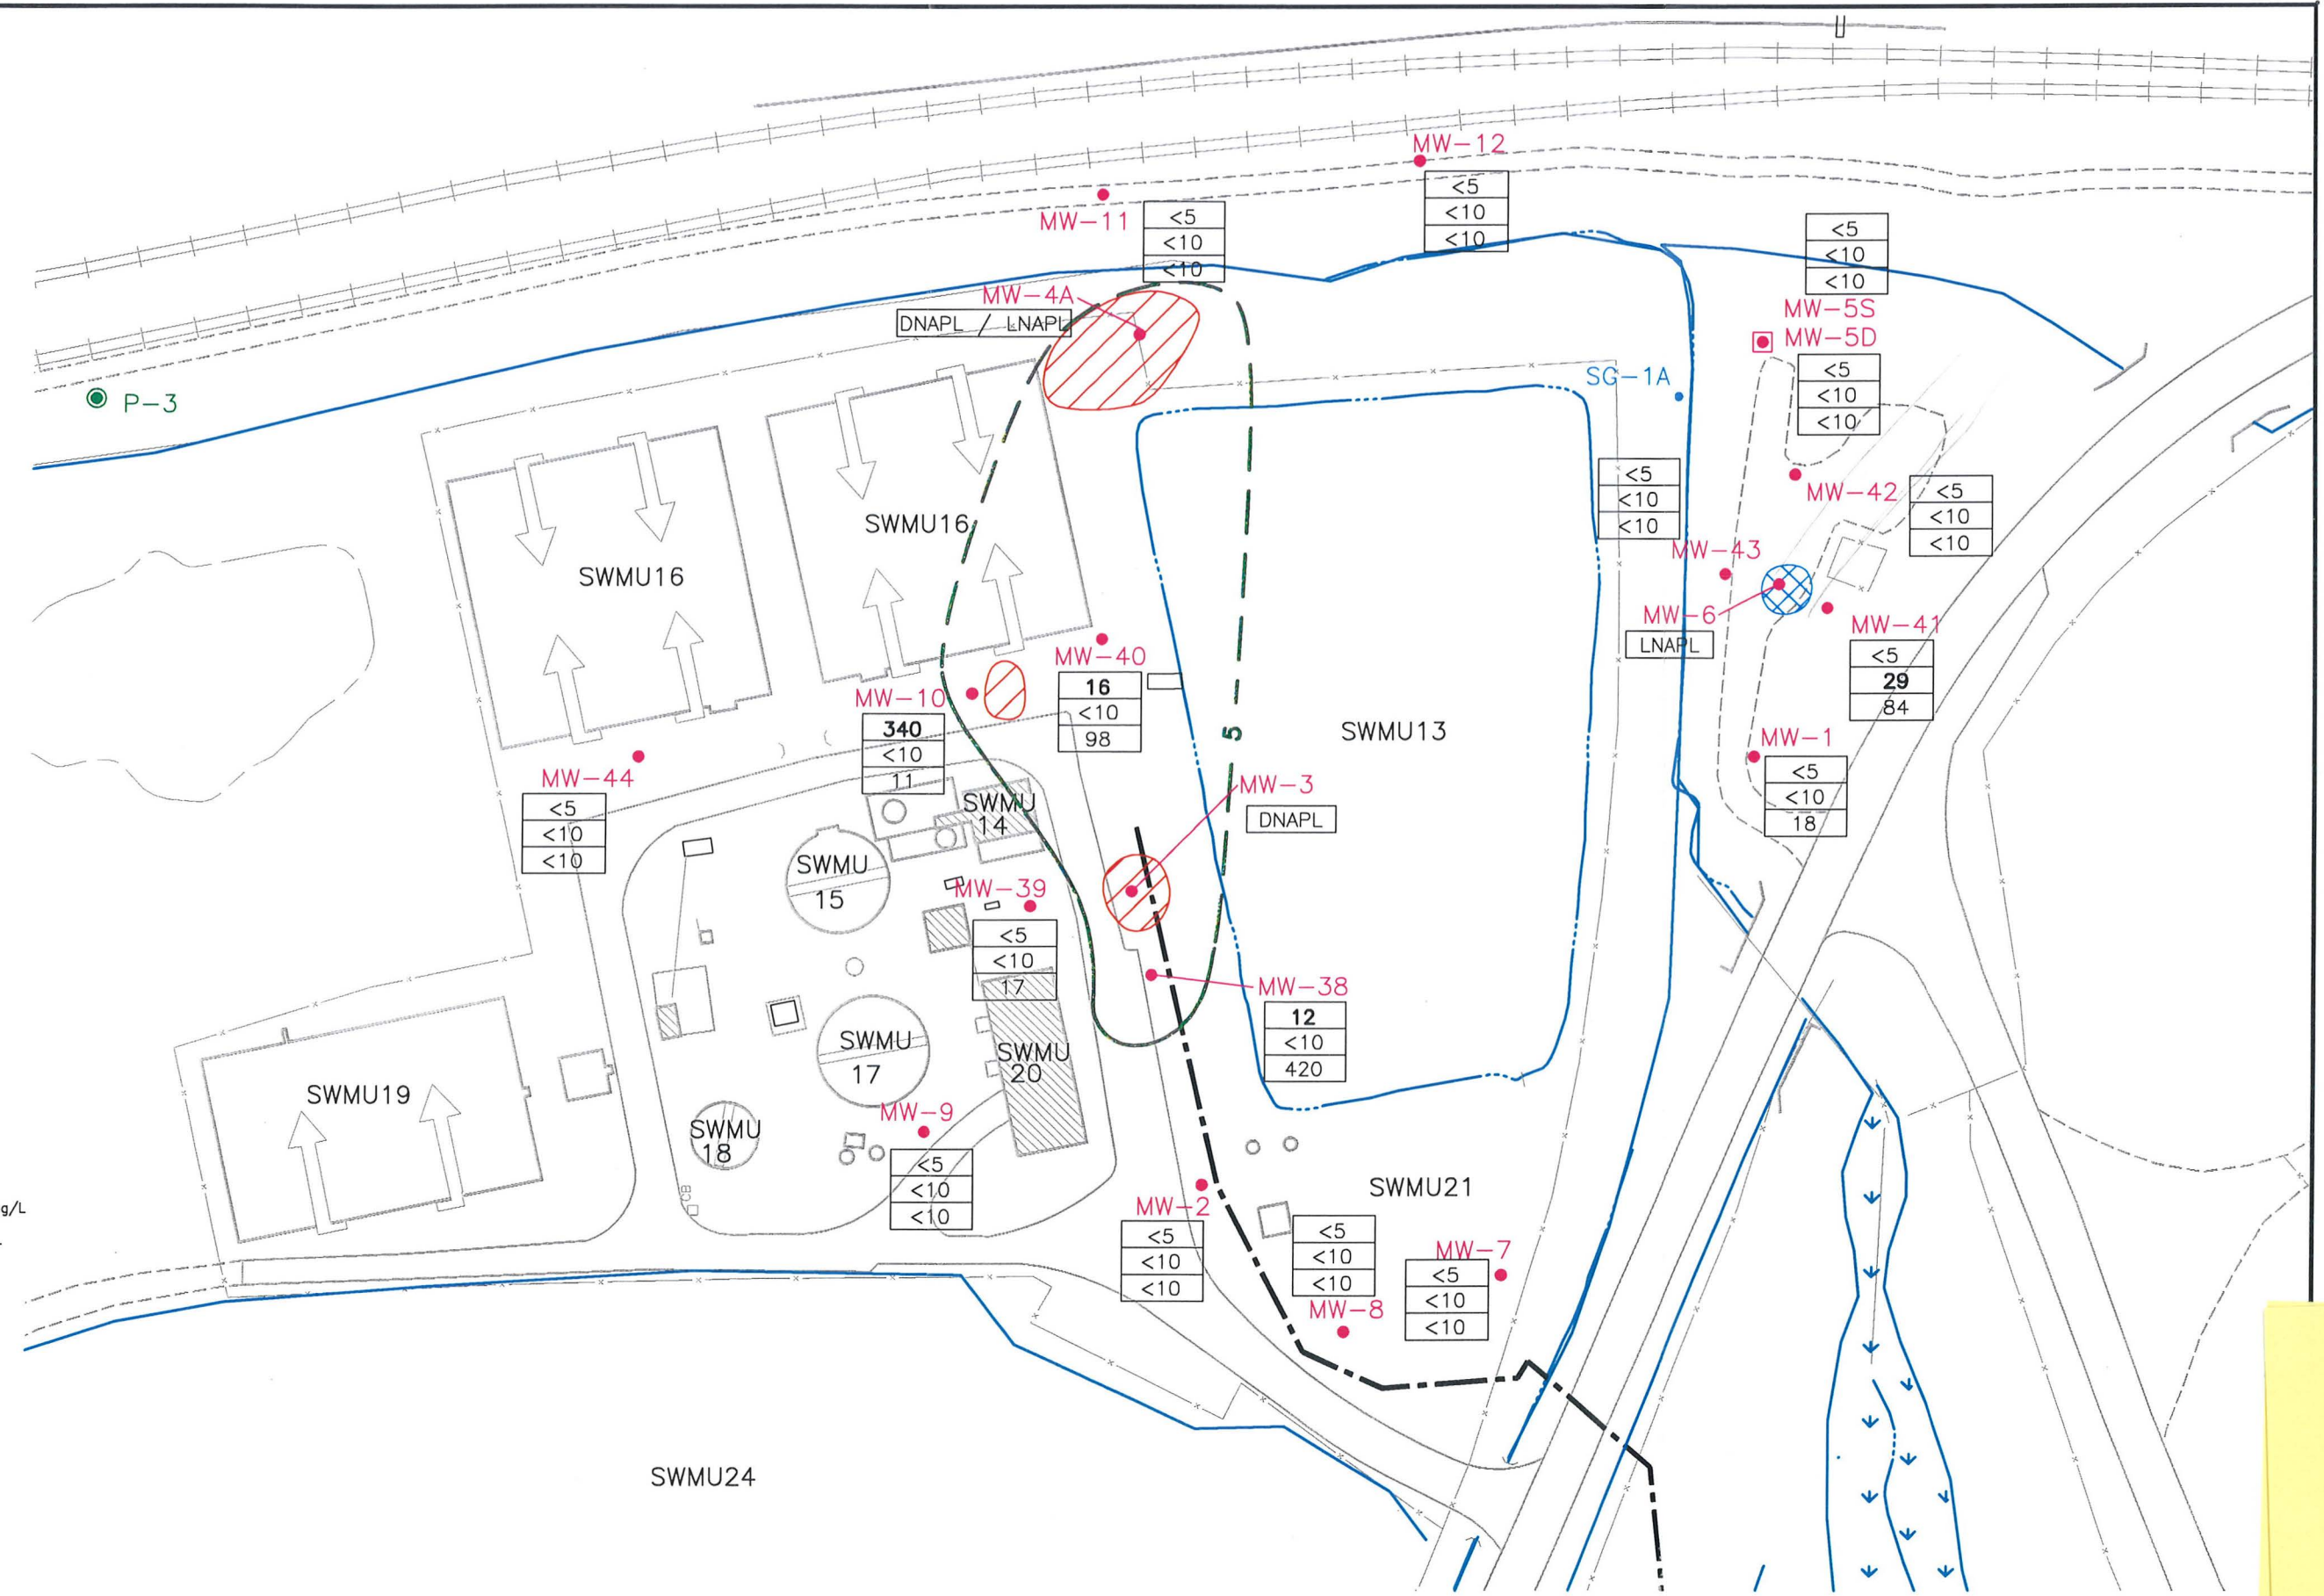 MW-12
<5
<10
<10
MW-11
<5
<10
<10
<5
<10
<10
MW-4A
DNAPL / LNAPL
MW-5S
MW-5D
<5
<10
<10
SG-1A
P-3
<5
<10
<10
MW-42
<5
<10
<10
SWMU16
SWMU16
MW-43
MW-6
LNAPL
MW-41
<5
29
84
MW-40
16
<10
98
MW-10
340
<10
11
5
SWMU13
MW-1
<5
<10
18
MW-44
<5
<10
<10
SWMU
14
MW-3
DNAPL
SWMU
15
MW-39
<5
<10
17
MW-38
12
<10
420
SWMU
17
SWMU
20
SWMU19
MW-9
<5
<10
<10
SWMU
18
CB
g/L
MW-2
<5
<10
<10
SWMU21
<5
<10
<10
MW-8
MW-7
<5
<10
<10
SWMU24